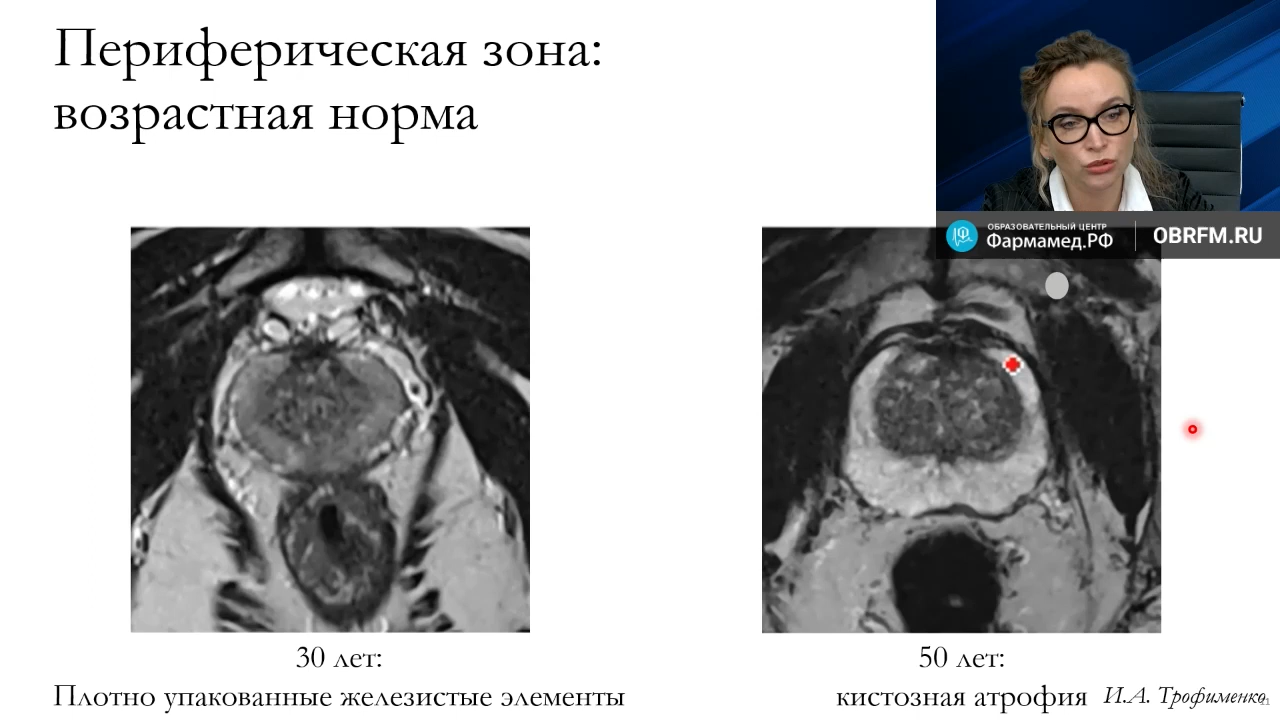 Периферическая зона:
возрастная норма
ОБРАЗОВАТЕЛЬНЫЙ ЦЕНТР
Фармамед.РФ
OBRFM.RU
30 лет:
Плотно упакованные железистые элементы
50 лет:
кистозная атрофия
И.А. Трофименко